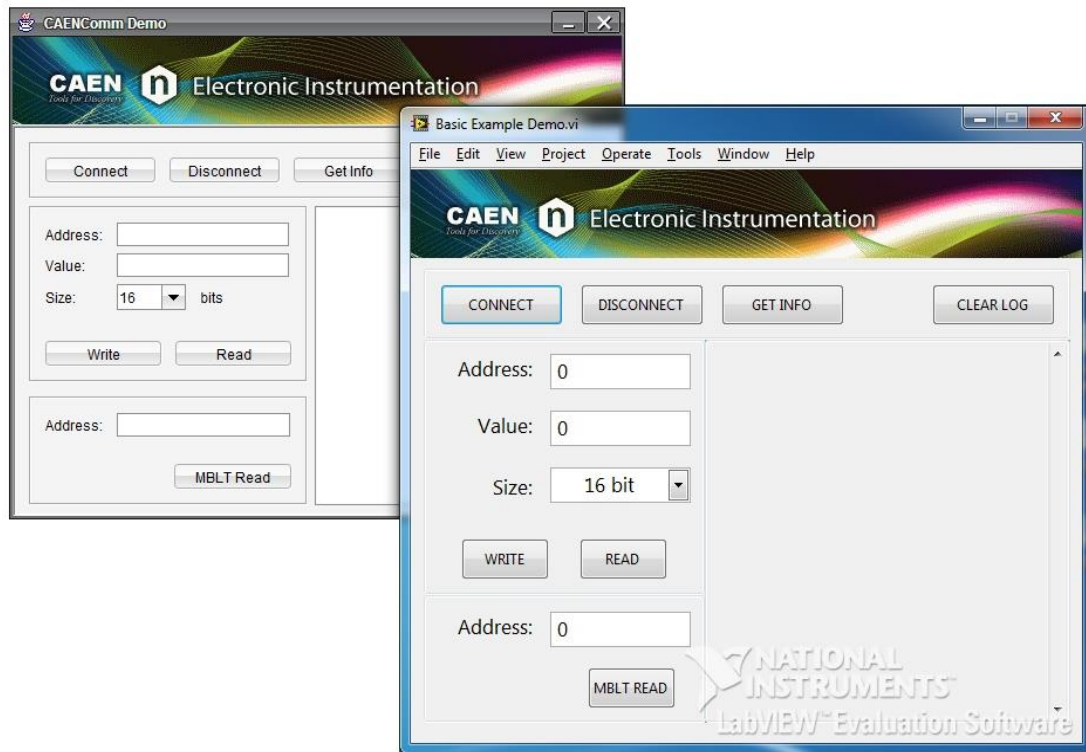 CAENComm Demo
CAEN n Electronic Instrumentation
Tools for Discovery
Connect Disconnect Get Info
Address:
Value:
Size: 16 bits
Write Read
Address:
MBLT Read
Basic Example Demo.vi
File Edit View Project Operate Tools Window Help
CAEN n Electronic Instrumentation
Tools for Discovery
CONNECT DISCONNECT GET INFO CLEAR LOG
Address: 0
Value: 0
Size: 16 bit
WRITE READ
Address: 0
MBLT READ
NATIONAL
INSTRUMENTS™
LabVIEW™ Evaluation Software